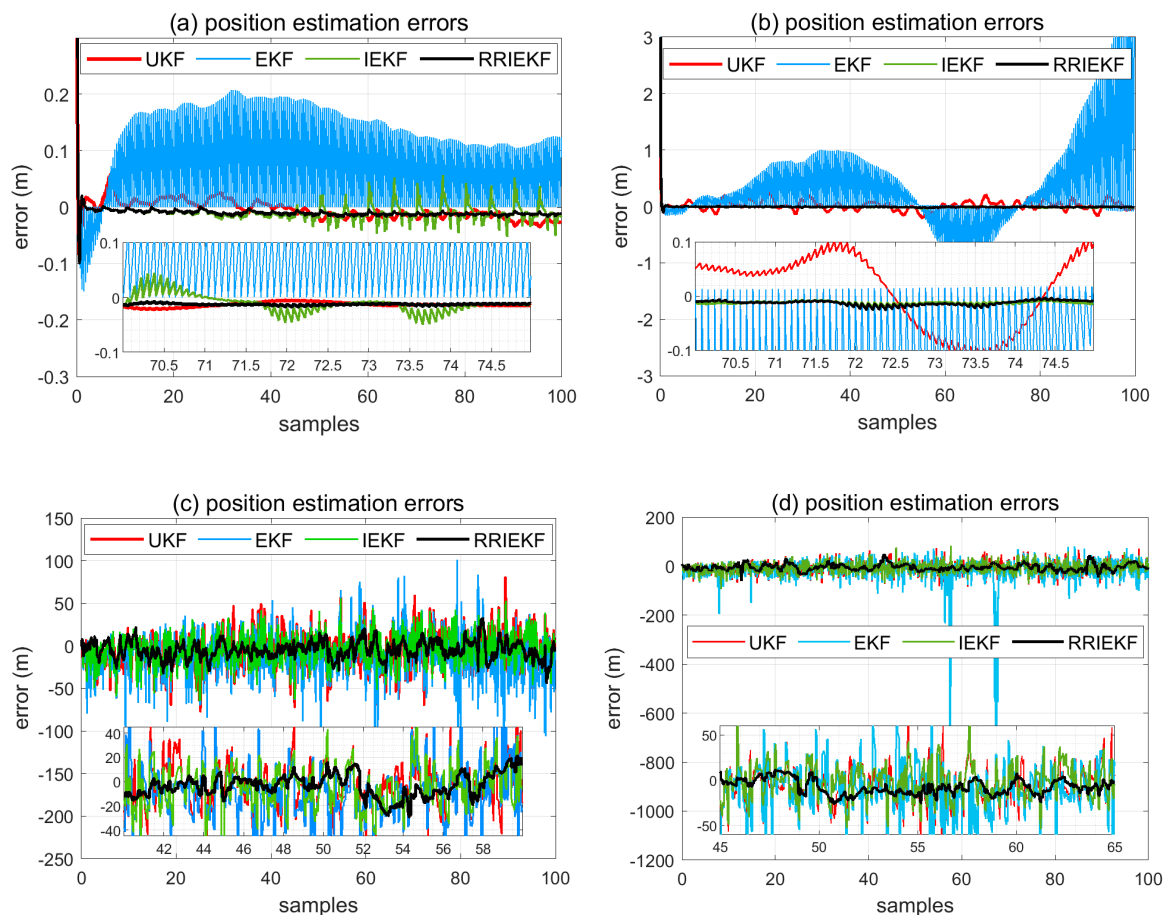 (a) position estimation errors
UKF EKF IEKF RRIEKF
error (m)
0.2
0.1
0
-0.1
-0.2
-0.3
0.1
0
-0.1
70.5 71 71.5 72 72.5 73 73.5 74 74.5
0 20 40 60 80 100
samples
(b) position estimation errors
UKF EKF IEKF RRIEKF
error (m)
3
2
1
0
-1
-2
-3
0.1
0
-0.1
70.5 71 71.5 72 72.5 73 73.5 74 74.5
0 20 40 60 80 100
samples
(c) position estimation errors
UKF EKF IEKF RRIEKF
error (m)
150
100
50
0
-50
-100
-150
-200
-250
40
20
0
-20
-40
42 44 46 48 50 52 54 56 58
0 20 40 60 80 100
samples
(d) position estimation errors
UKF EKF IEKF RRIEKF
error (m)
200
0
-200
-400
-600
-800
-1000
-1200
50
0
-50
45 50 55 60 65
0 20 40 60 80 100
samples